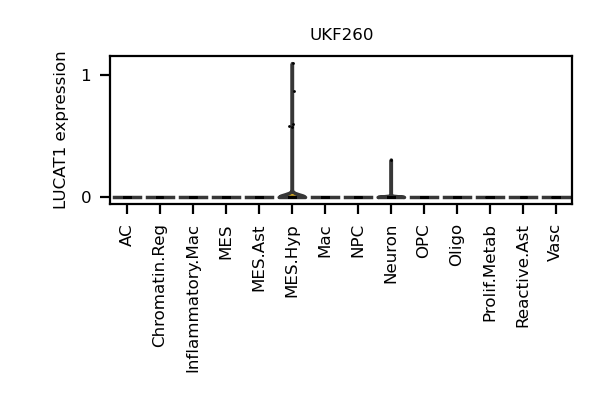 UKF260
LUCAT1 expression
1
0
AC
Chromatin.Reg
Inflammatory.Mac
MES
MES.Ast
MES.Hyp
Mac
NPC
Neuron
OPC
Oligo
Prolif.Metab
Reactive.Ast
Vasc